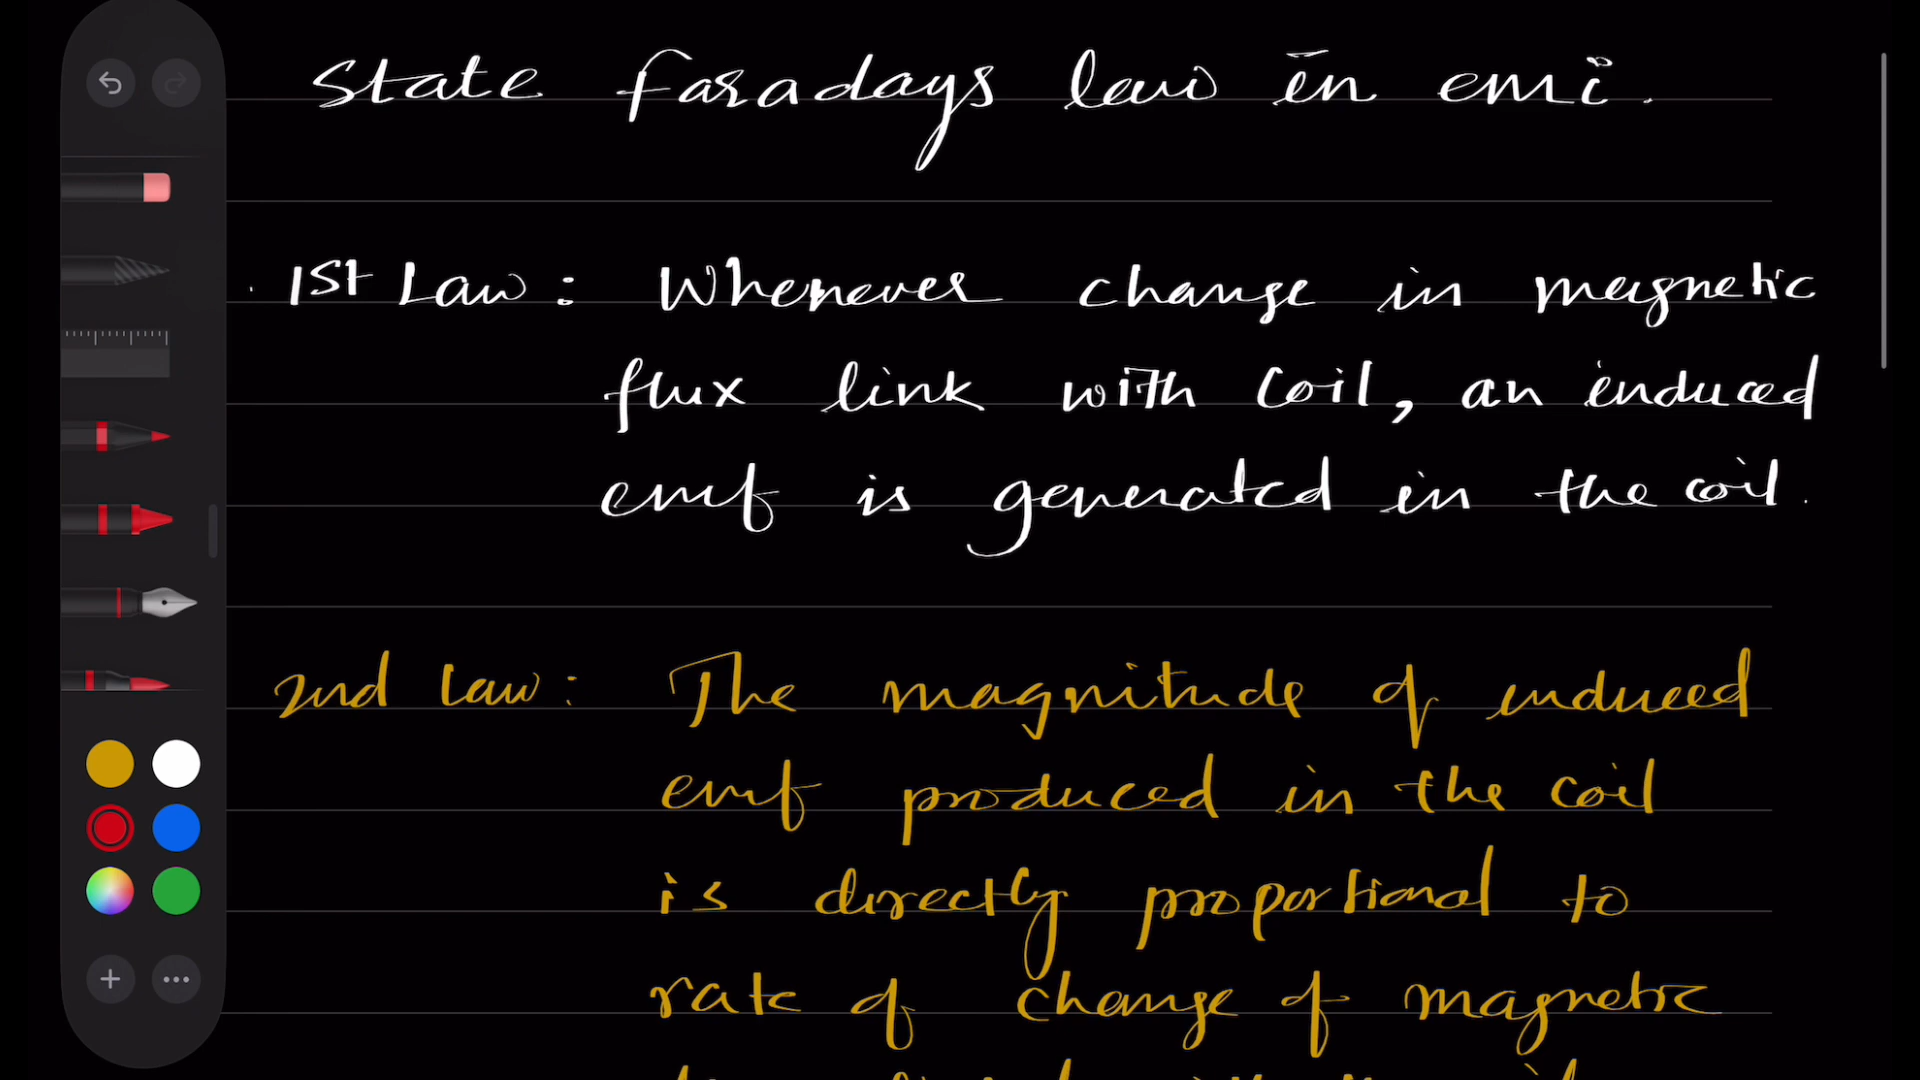 State faradays law in emi.
1st Law : Whenever change in magnetic
flux link with coil, an induced
emf is generated in the coil.
2nd law : The magnitude of induced
emf produced in the coil
is directly proportional to
rate of change of magnetic